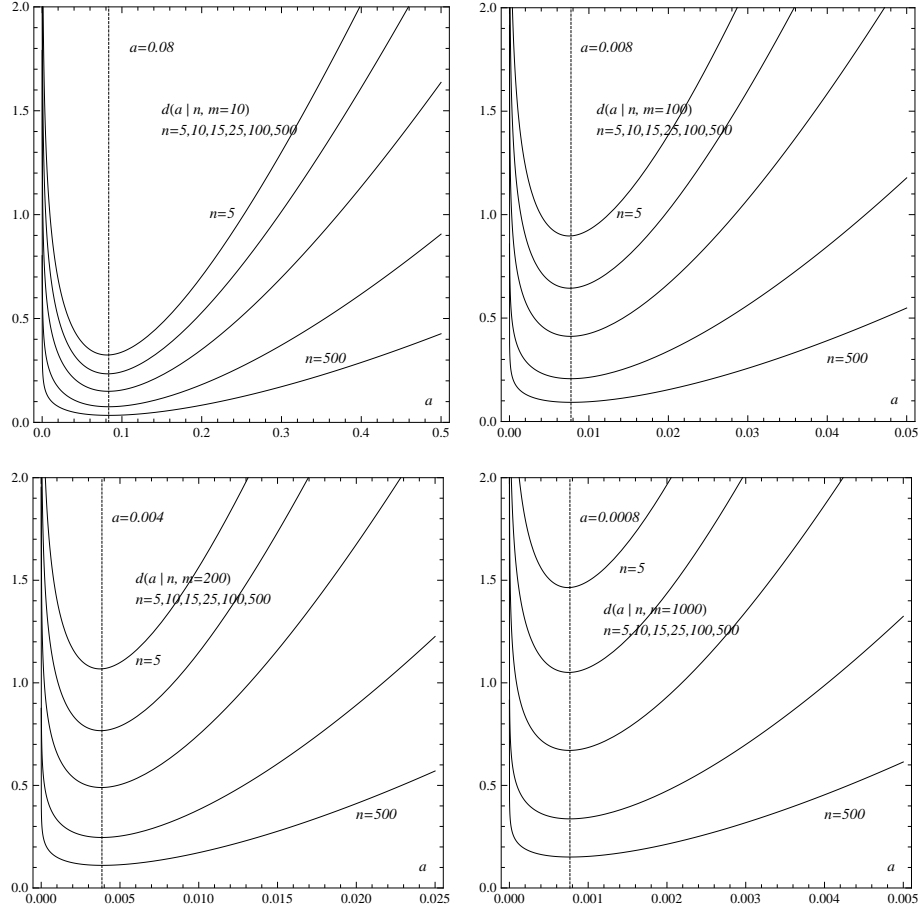 2.0
1.5
1.0
0.5
0.0
0.0
0.1
0.2
0.3
0.4
0.5
a=0.08
d(a | n, m=10)
n=5,10,15,25,100,500
n=5
n=500
a
2.0
1.5
1.0
0.5
0.0
0.00
0.01
0.02
0.03
0.04
0.05
a=0.008
d(a | n, m=100)
n=5,10,15,25,100,500
n=5
n=500
a
2.0
1.5
1.0
0.5
0.0
0.000
0.005
0.010
0.015
0.020
0.025
a=0.004
d(a | n, m=200)
n=5,10,15,25,100,500
n=5
n=500
a
2.0
1.5
1.0
0.5
0.0
0.000
0.001
0.002
0.003
0.004
0.005
a=0.0008
n=5
d(a | n, m=1000)
n=5,10,15,25,100,500
n=500
a